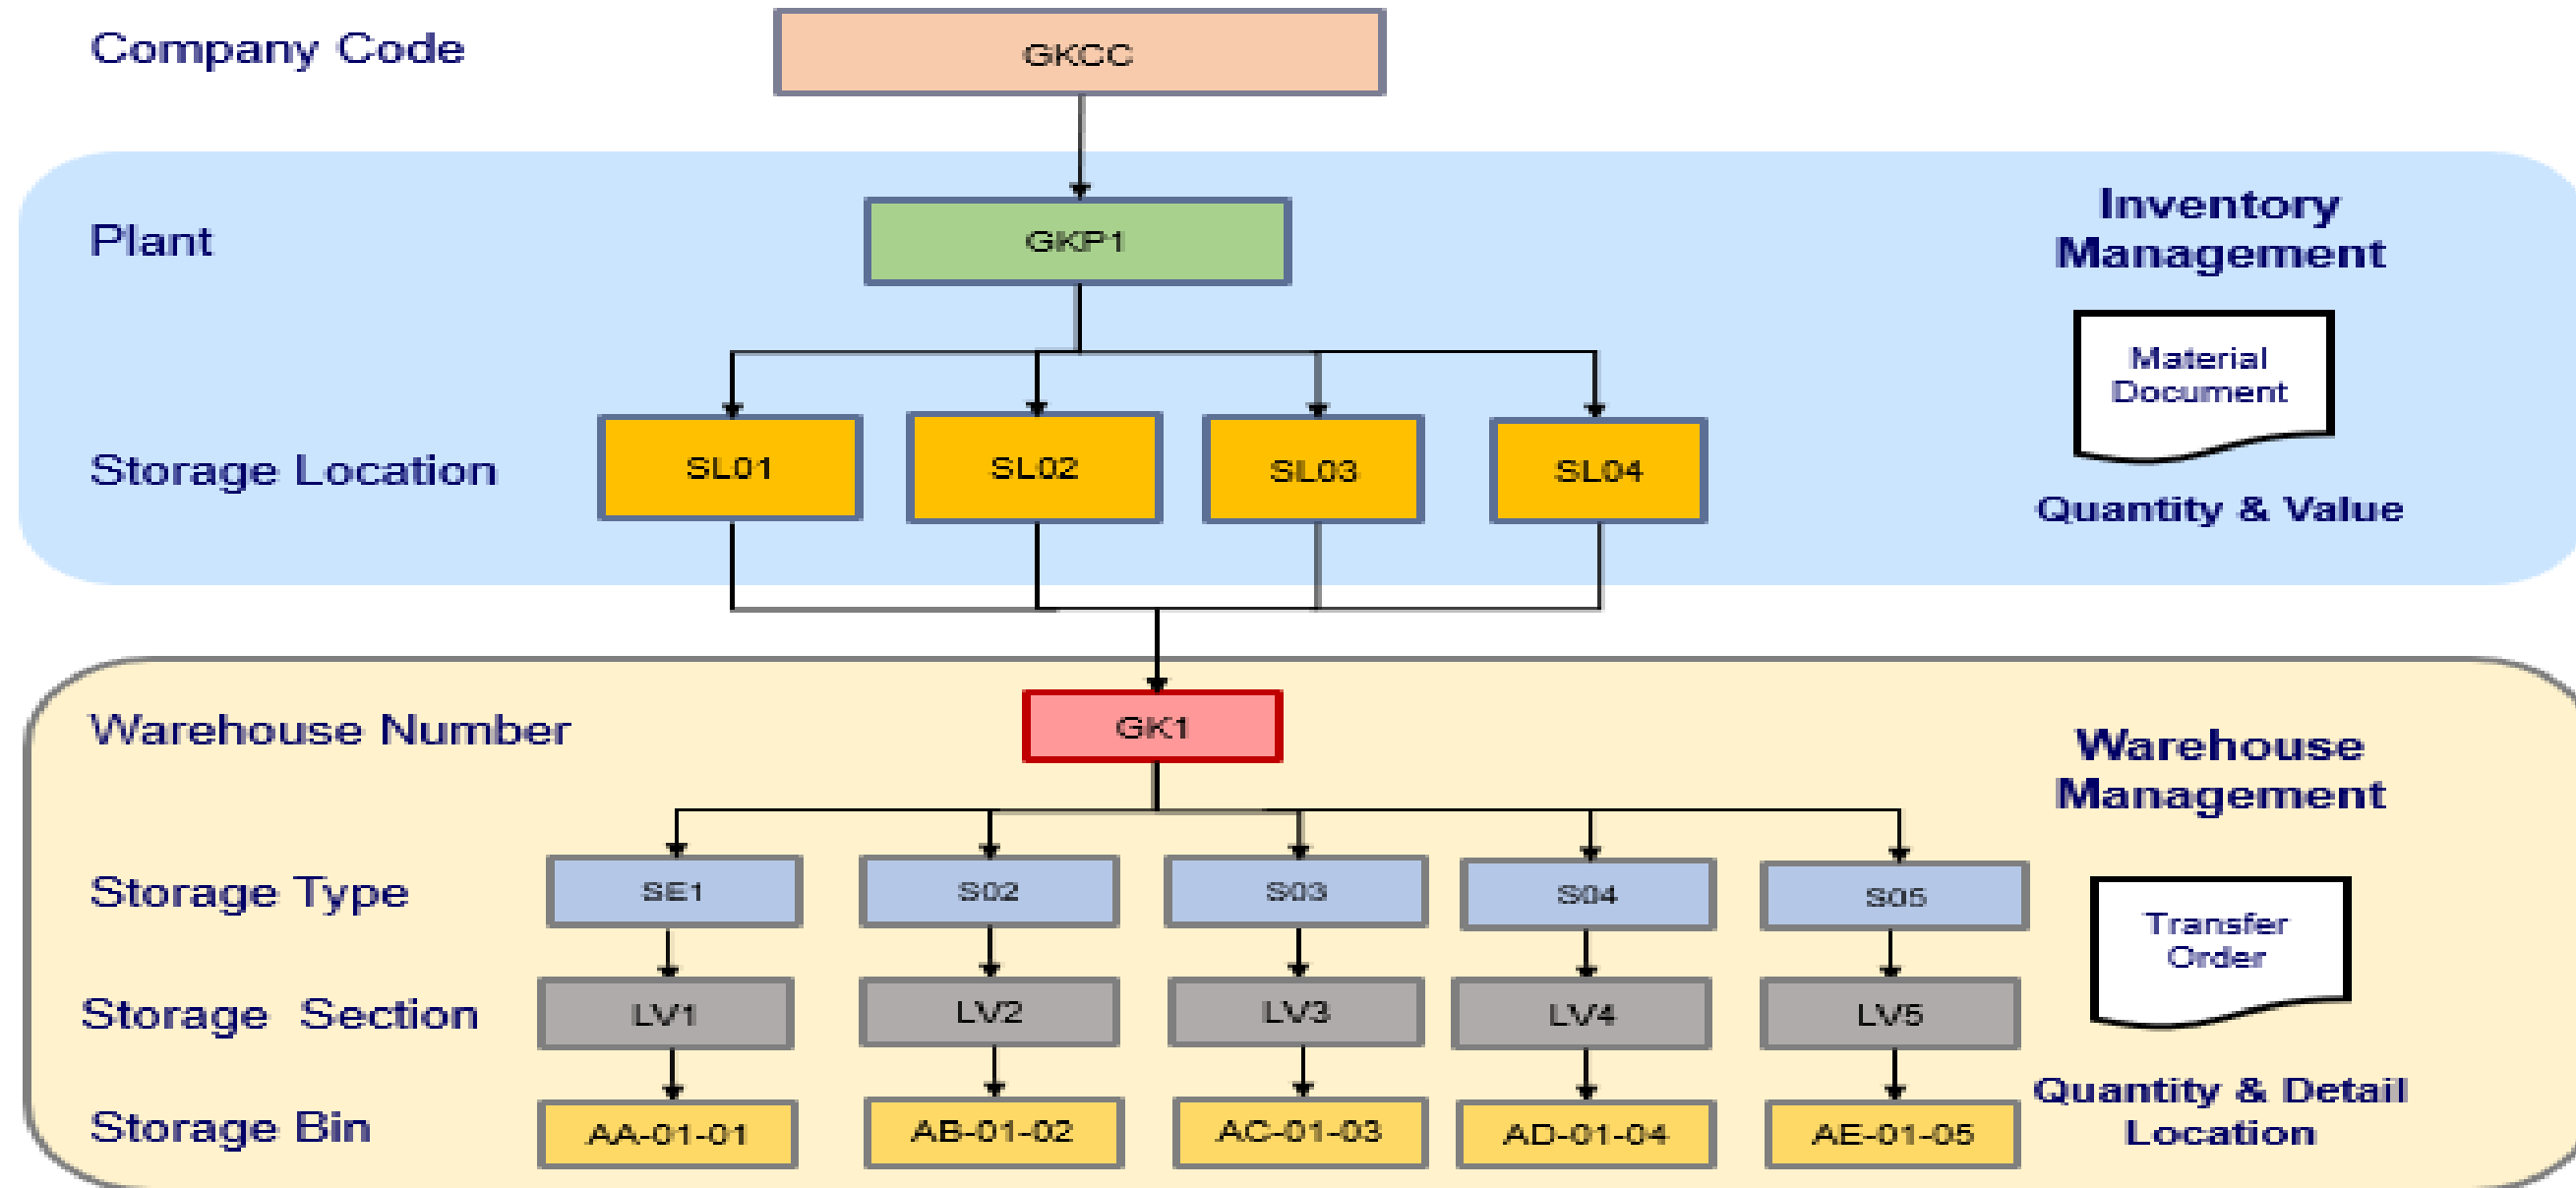 Company Code
GKCC
Plant
GKP1
Inventory
Management
Material
Document
Storage Location
SL01
SL02
SL03
SL04
Quantity & Value
Warehouse Number
GK1
Warehouse
Management
Storage Type
SE1
S02
S03
S04
S05
Transfer
Order
Storage Section
LV1
LV2
LV3
LV4
LV5
Quantity & Detail
Location
Storage Bin
AA-01-01
AB-01-02
AC-01-03
AD-01-04
AE-01-05